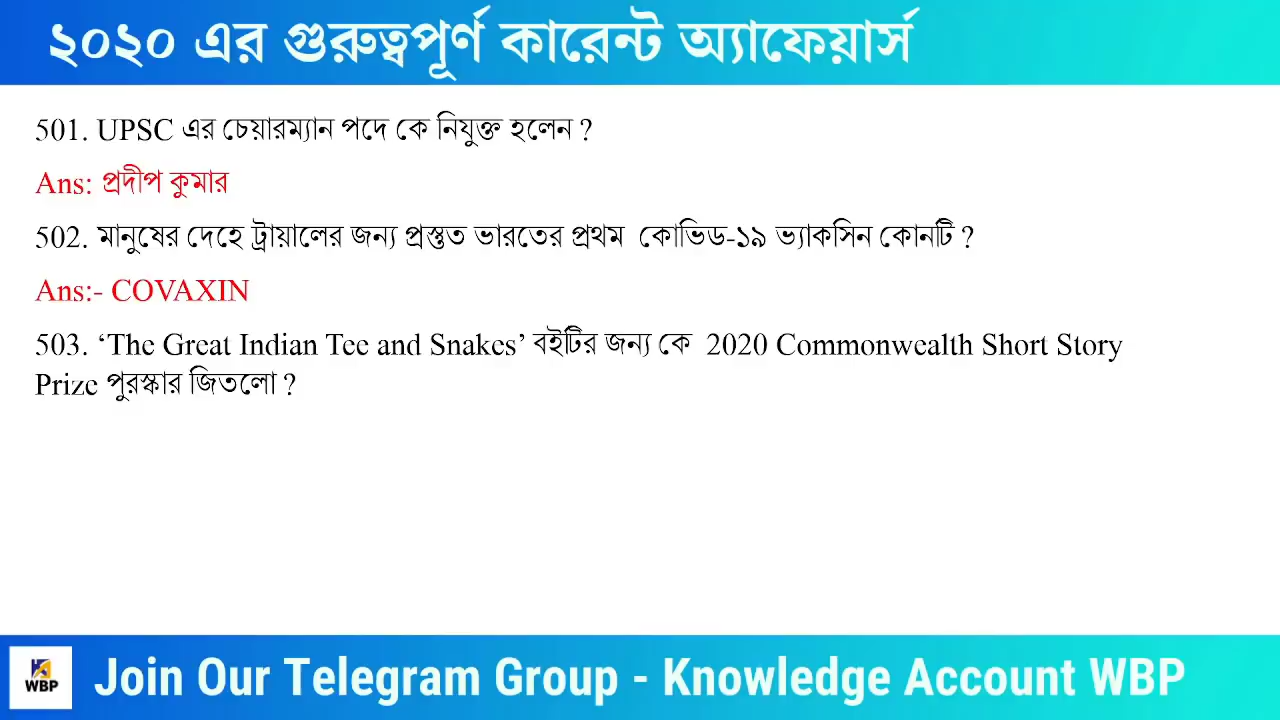 ২০২০ এর গুরুত্বপূর্ণ কারেন্ট অ্যাফেয়ার্স
501. UPSC এর চেয়ারম্যান পদে কে নিযুক্ত হলেন ?
Ans: প্রদীপ কুমার
502. মানুষের দেহে ট্রায়ালের জন্য প্রস্তুত ভারতের প্রথম কোভিড-১৯ ভ্যাকসিন কোনটি ?
Ans:- COVAXIN
503. ‘The Great Indian Tee and Snakes’ বইটির জন্য কে 2020 Commonwealth Short Story
Prize পুরস্কার জিতলো ?
WBP
Join Our Telegram Group - Knowledge Account WBP